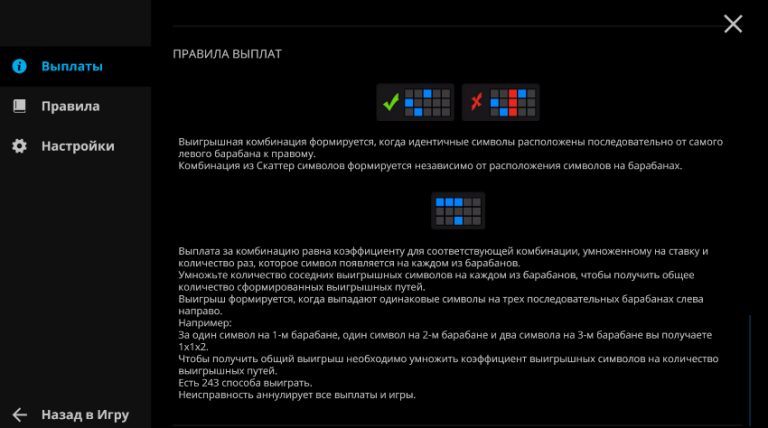 ПРАВИЛА ВЫПЛАТ
Выплаты
Правила
Настройки
Выигрышная комбинация формируется, когда идентичные символы расположены последовательно от самого
левого барабана к правому.
Комбинация из Скаттер символов формируется независимо от расположения символов на барабанах.
Выплата за комбинацию равна коэффициенту для соответствующей комбинации, умноженному на ставку и
количество раз, которое символ появляется на каждом из барабанов.
Умножьте количество соседних выигрышных символов на каждом из барабанов, чтобы получить общее
количество сформированных выигрышных путей.
Выигрыш формируется, когда выпадают одинаковые символы на трех последовательных барабанах слева
направо.
Например:
За один символ на 1-м барабане, один символ на 2-м барабане и два символа на 3-м барабане вы получаете
1x1x2.
Чтобы получить общий выигрыш необходимо умножить коэффициент выигрышных символов на количество
выигрышных путей.
Есть 243 способа выиграть.
Неисправность аннулирует все выплаты и игры.
Назад в Игру